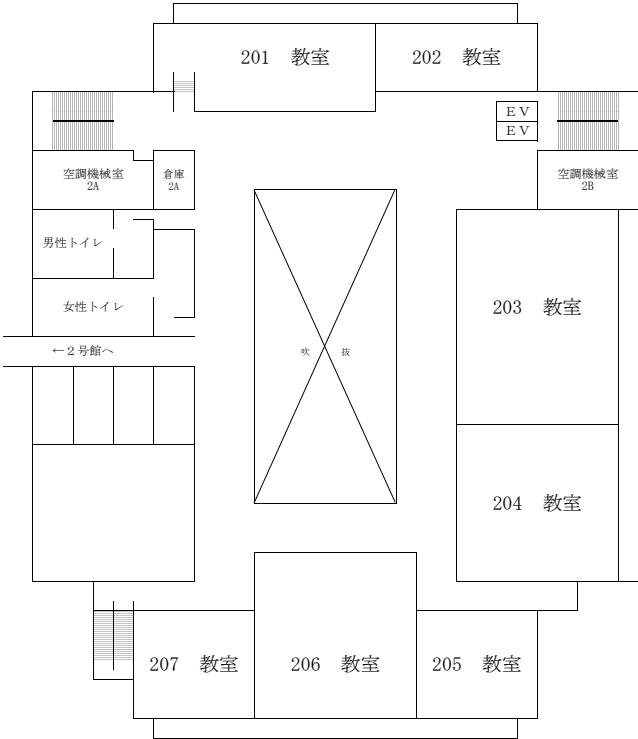 201　教室
202　教室
ＥＶ
ＥＶ
空調機械室
2A
倉庫
2A
空調機械室
2B
男性トイレ
女性トイレ
203　教室
←２号館へ
吹　抜
204　教室
207　教室
206　教室
205　教室